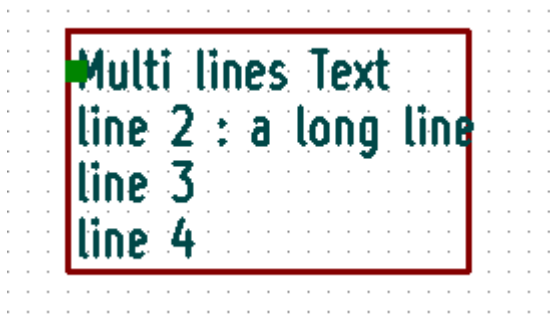 Multi lines Text
line 2 : a long line
line 3
line 4